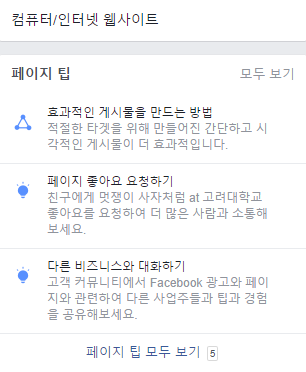 컴퓨터/인터넷 웹사이트
페이지 팁
모두 보기
효과적인 게시물을 만드는 방법
적절한 타겟을 위해 만들어진 간단하고 시
각적인 게시물이 더 효과적입니다.
페이지 좋아요 요청하기
친구에게 멋쟁이 사자처럼 at 고려대학교
좋아요를 요청하여 더 많은 사람과 소통해
보세요.
다른 비즈니스와 대화하기
고객 커뮤니티에서 Facebook 광고와 페이
지와 관련하여 다른 사업주들과 팁과 경험
을 공유해보세요.
페이지 팁 모두 보기 5